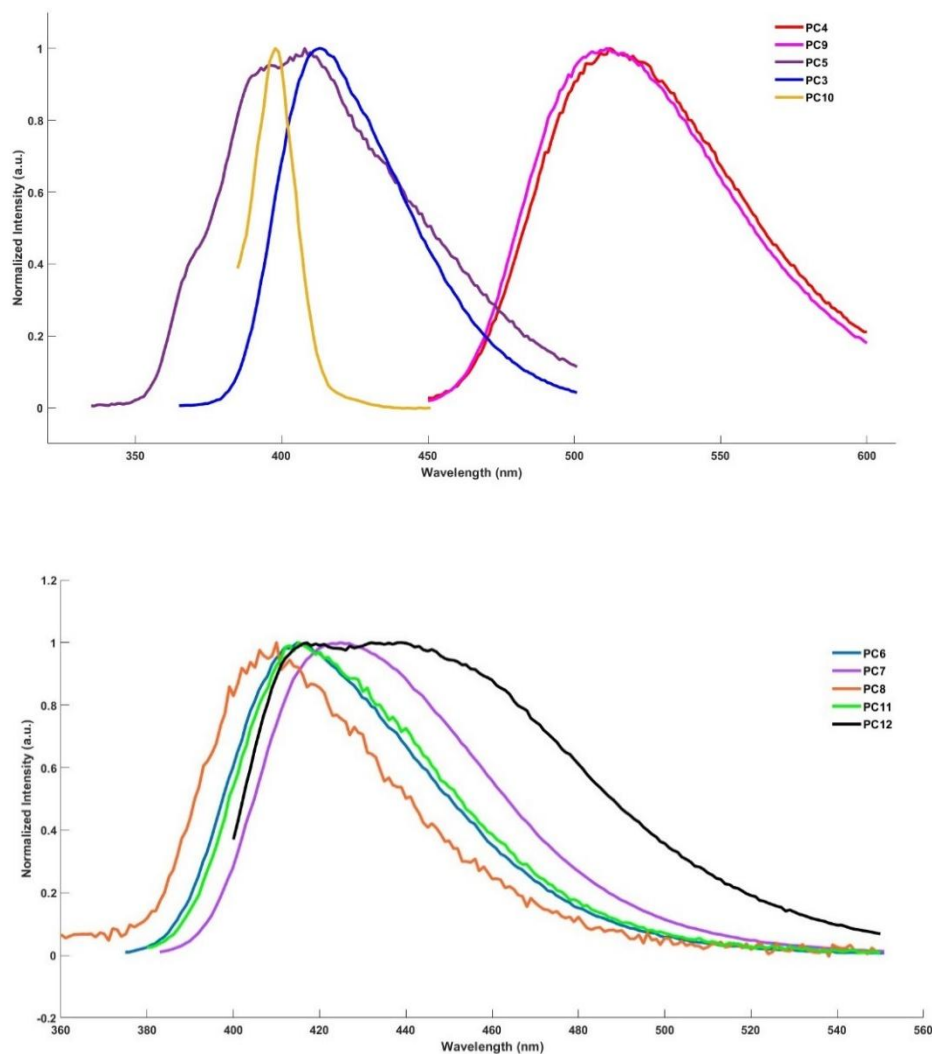 PC4
PC9
PC5
PC3
PC10
Normalized Intensity (a.u.)
1
0.8
0.6
0.4
0.2
0
350 400 450 500 550 600
Wavelength (nm)
PC6
PC7
PC8
PC11
PC12
Normalized Intensity (a.u.)
1.2
1
0.8
0.6
0.4
0.2
0
-0.2
360 380 400 420 440 460 480 500 520 540 560
Wavelength (nm)